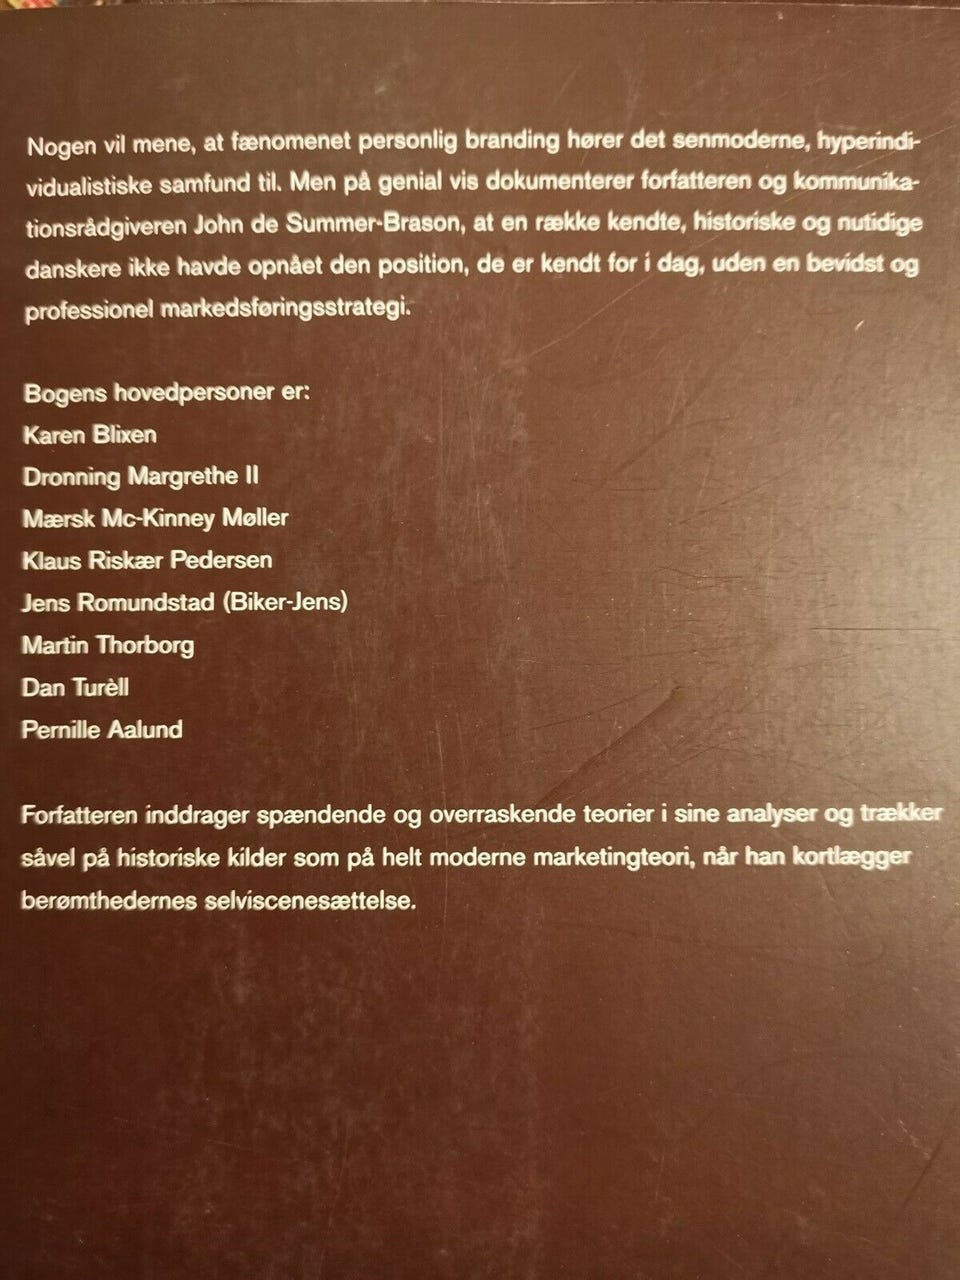 Nogen vil mene, at fænomenet personlig branding hører det senmoderne, hyperindi-
vidualistiske samfund til. Men på genial vis dokumenterer forfatteren og kommunika-
tionsrådgiveren John de Summer-Brason, at en række kendte, historiske og nutidige
danskere ikke havde opnået den position, de er kendt for i dag, uden en bevidst og
professionel markedsføringsstrategi.
Bogens hovedpersoner er:
Karen Blixen
Dronning Margrethe II
Mærsk Mc-Kinney Møller
Klaus Riskær Pedersen
Jens Romundstad (Biker-Jens)
Martin Thorborg
Dan Turèll
Pernille Aalund
Forfatteren inddrager spændende og overraskende teorier i sine analyser og trækker
såvel på historiske kilder som på helt moderne marketingteori, når han kortlægger
berømthedernes selviscenesættelse.